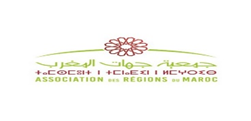 جمعية جهات المغرب
ASSOCIATION DES RÉGIONS DU MAROC